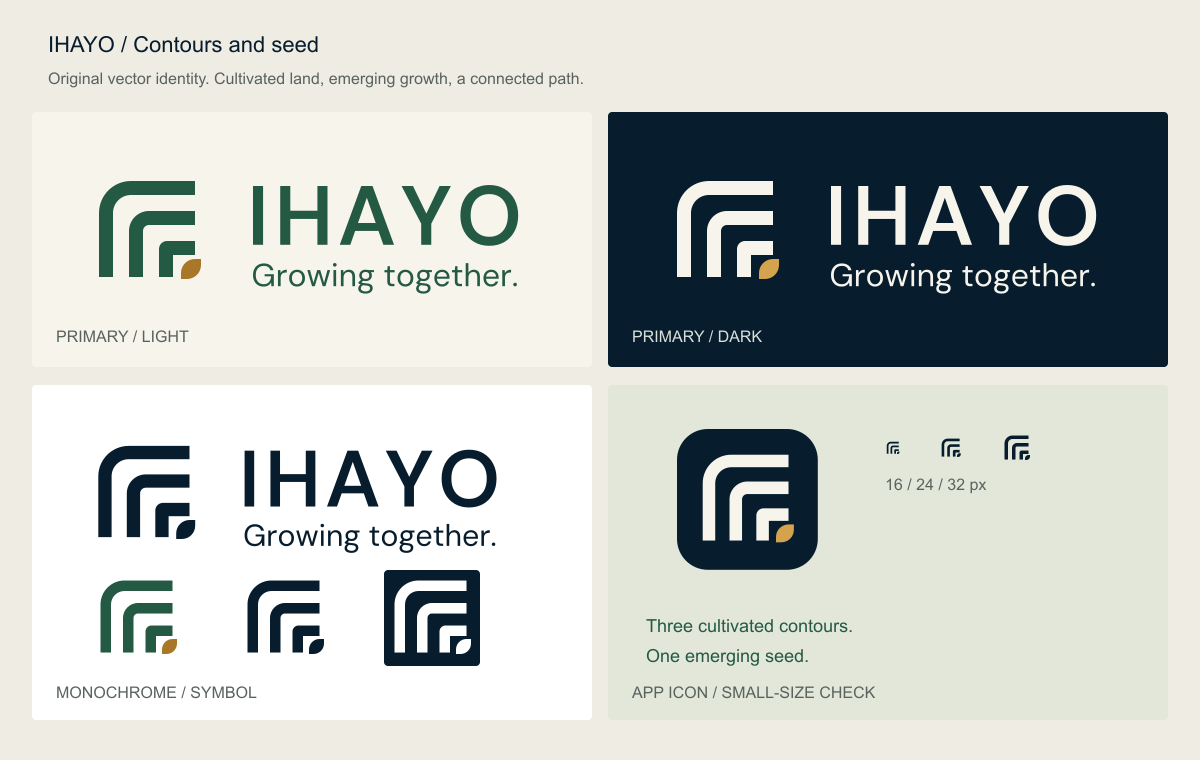 IHAYO / Contours and seed
Original vector identity. Cultivated land, emerging growth, a connected path.
IHAYO
Growing together.
PRIMARY / LIGHT
IHAYO
Growing together.
PRIMARY / DARK
IHAYO
Growing together.
MONOCHROME / SYMBOL
16 / 24 / 32 px
Three cultivated contours.
One emerging seed.
APP ICON / SMALL-SIZE CHECK